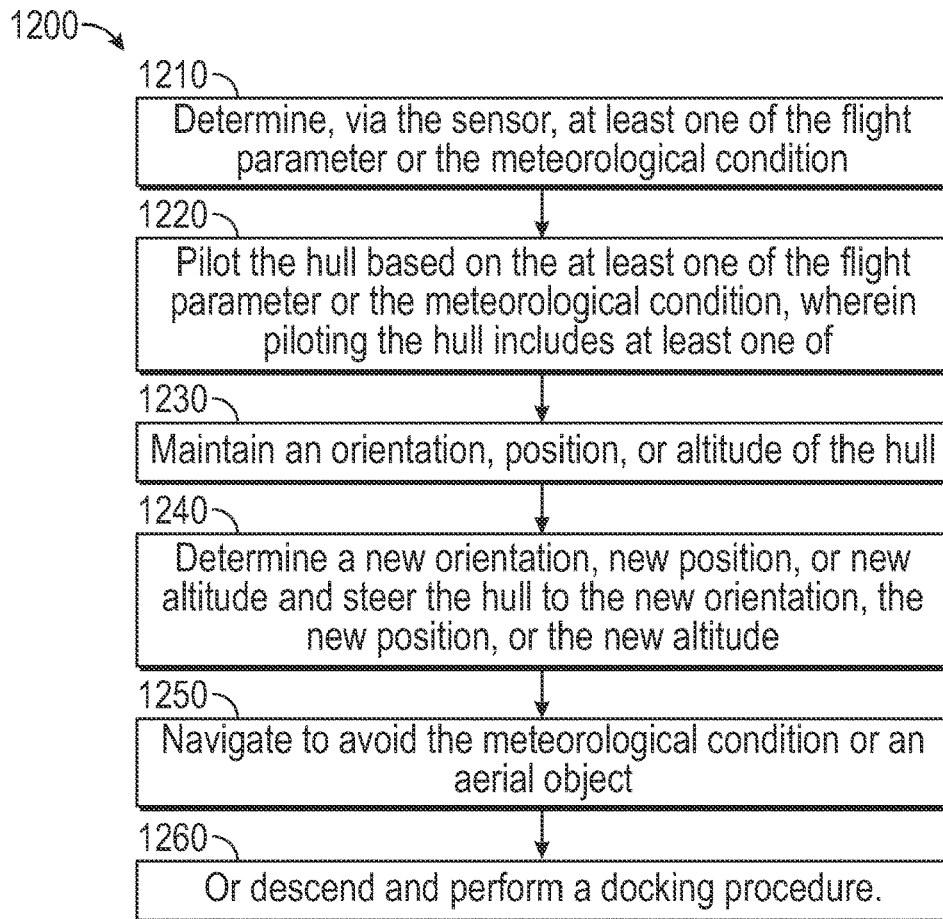 1200
1210
Determine, via the sensor, at least one of the flight
parameter or the meteorological condition
1220
Pilot the hull based on the at least one of the flight
parameter or the meteorological condition, wherein
piloting the hull includes at least one of
1230
Maintain an orientation, position, or altitude of the hull
1240
Determine a new orientation, new position, or new
altitude and steer the hull to the new orientation, the
new position, or the new altitude
1250
Navigate to avoid the meteorological condition or an
aerial object
1260
Or descend and perform a docking procedure.